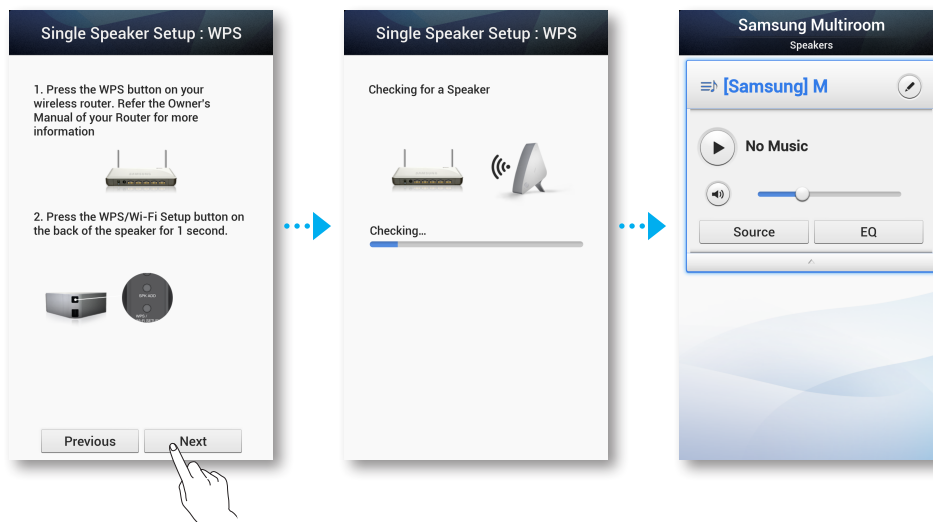 Single Speaker Setup : WPS
1. Press the WPS button on your
wireless router. Refer the Owner's
Manual of your Router for more
information
2. Press the WPS/Wi-Fi Setup button on
the back of the speaker for 1 second.
SPK ADD
WPS /
Previous
Next
Single Speaker Setup : WPS
Checking for a Speaker
Checking...
Samsung Multiroom
Speakers
[Samsung] M
No Music
Source
EQ